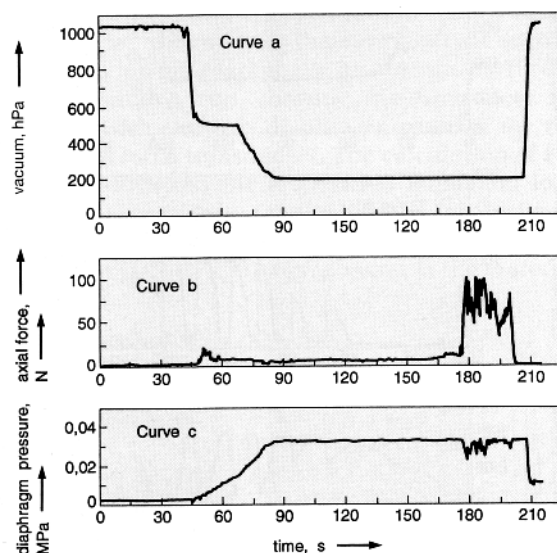 vacuum, hPa
1000
800
600
400
200
0
Curve a
0 30 60 90 120 150 180 210
axial force,
N
100
50
0
Curve b
0 30 60 90 120 150 180 210
diaphragm pressure,
MPa
0,04
0,02
0
Curve c
0 30 60 90 120 150 180 210
time, s